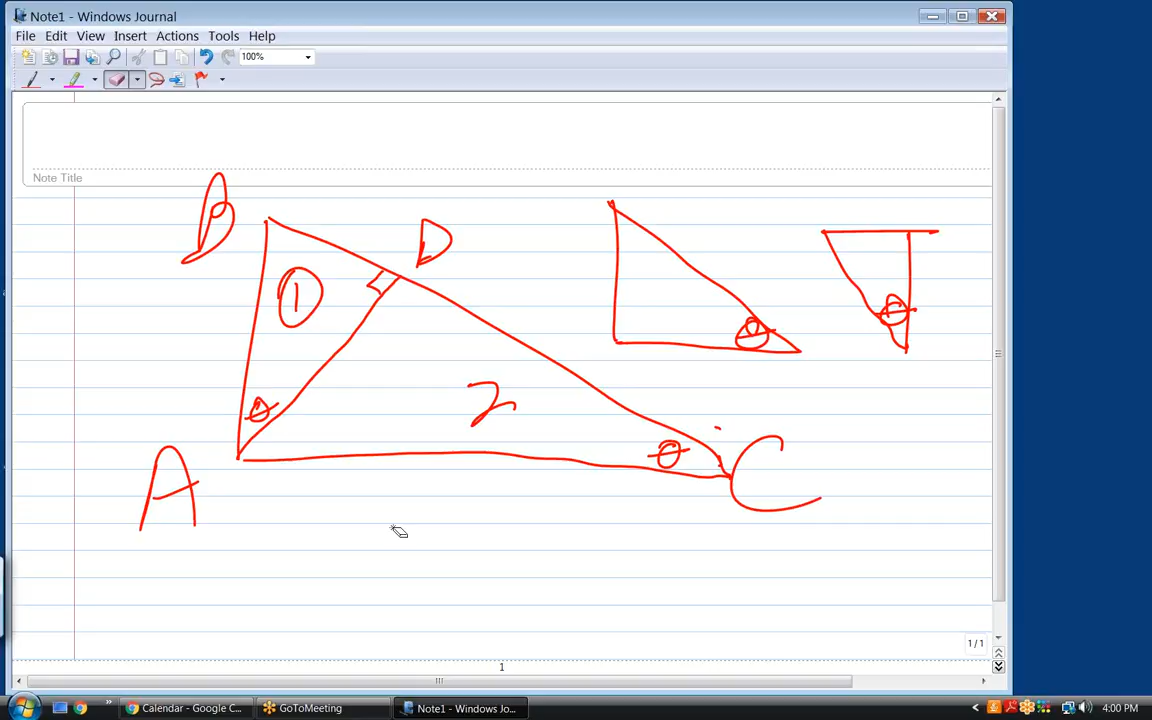 Note1 - Windows Journal
File Edit View Insert Actions Tools Help
100%
Note Title
B
D
①
2
θ
θ
θ
θ
A
C
1/1
1
Calendar - Google C...
GoToMeeting
Note1 - Windows Jo...
4:00 PM